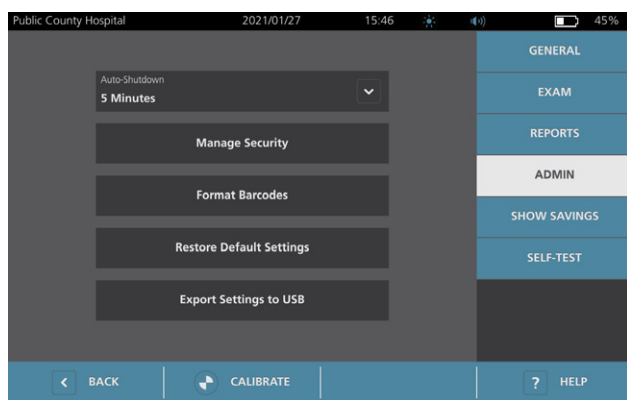 Public County Hospital 2021/01/27 15:46 45%
GENERAL
Auto-Shutdown
5 Minutes
EXAM
Manage Security
REPORTS
Format Barcodes
ADMIN
Restore Default Settings
SHOW SAVINGS
Export Settings to USB
SELF-TEST
BACK CALIBRATE ? HELP